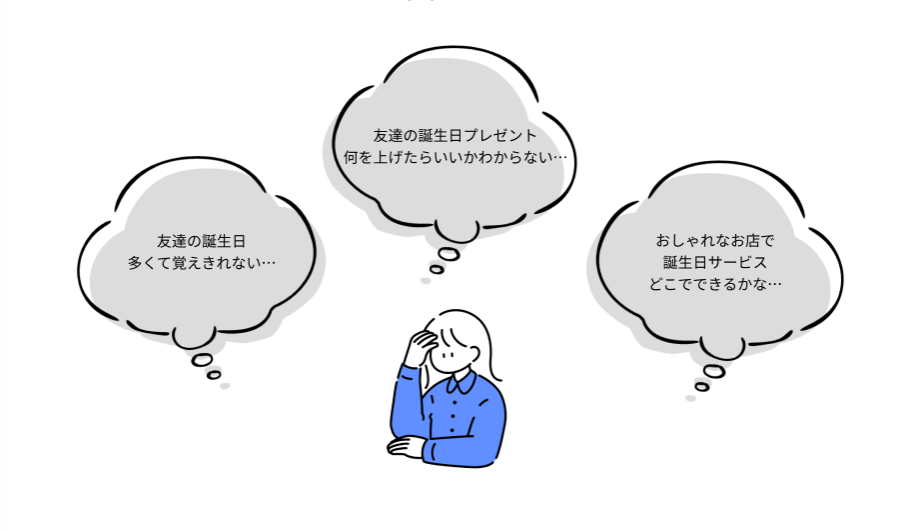 友達の誕生日プレゼント
何を上げたらいいかわからない…
友達の誕生日
多くて覚えきれない…
おしゃれなお店で
誕生日サービス
どこでできるかな…